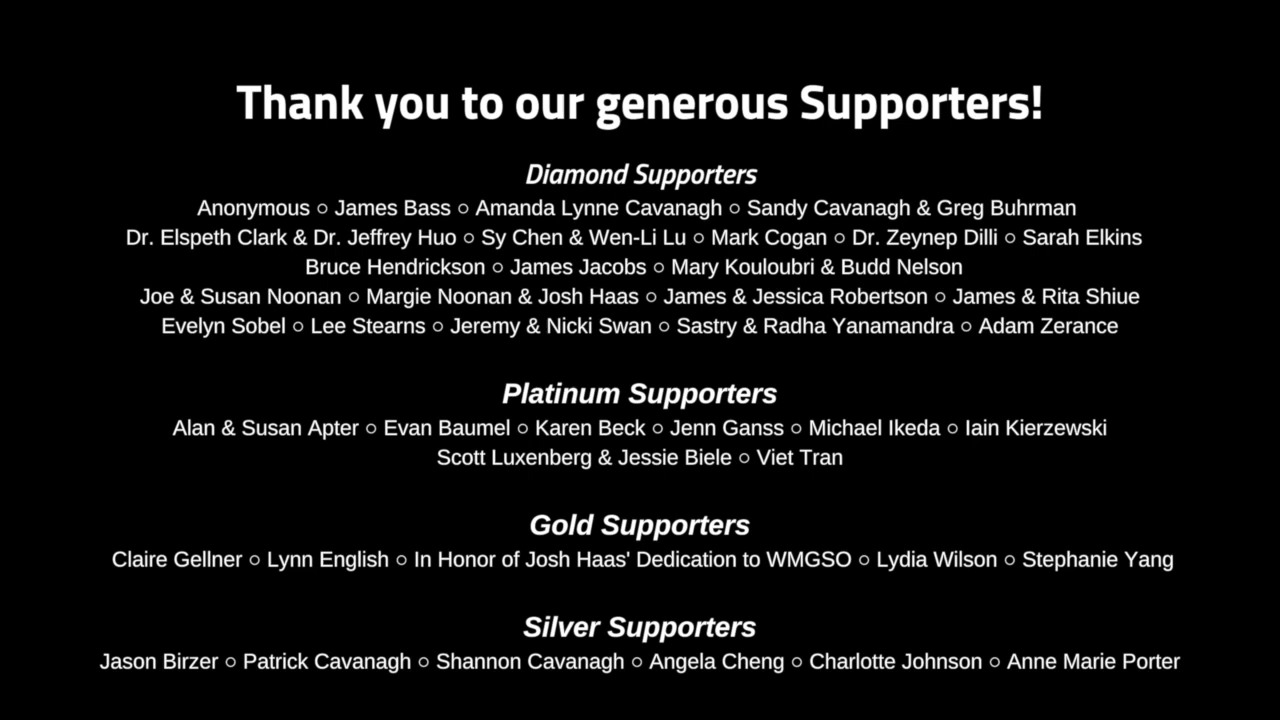 Thank you to our generous Supporters!
Diamond Supporters
Anonymous ○ James Bass ○ Amanda Lynne Cavanagh ○ Sandy Cavanagh & Greg Buhrman
Dr. Elspeth Clark & Dr. Jeffrey Huo ○ Sy Chen & Wen-Li Lu ○ Mark Cogan ○ Dr. Zeynep Dilli ○ Sarah Elkins
Bruce Hendrickson ○ James Jacobs ○ Mary Kouloubri & Budd Nelson
Joe & Susan Noonan ○ Margie Noonan & Josh Haas ○ James & Jessica Robertson ○ James & Rita Shiue
Evelyn Sobel ○ Lee Stearns ○ Jeremy & Nicki Swan ○ Sastry & Radha Yanamandra ○ Adam Zerance
Platinum Supporters
Alan & Susan Apter ○ Evan Baumel ○ Karen Beck ○ Jenn Ganss ○ Michael Ikeda ○ Iain Kierzewski
Scott Luxenberg & Jessie Biele ○ Viet Tran
Gold Supporters
Claire Gellner ○ Lynn English ○ In Honor of Josh Haas' Dedication to WMGSO ○ Lydia Wilson ○ Stephanie Yang
Silver Supporters
Jason Birzer ○ Patrick Cavanagh ○ Shannon Cavanagh ○ Angela Cheng ○ Charlotte Johnson ○ Anne Marie Porter